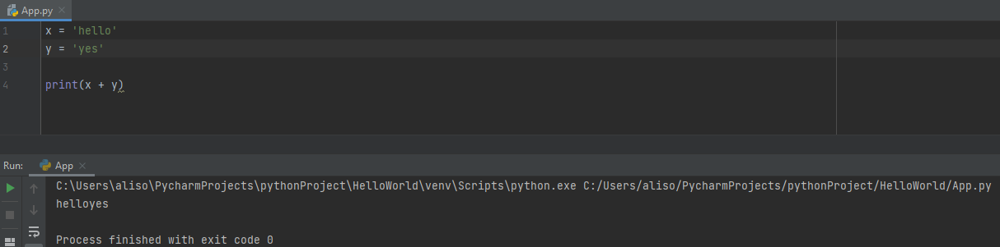 App.py
1 x = 'hello'
2 y = 'yes'
3
4 print(x + y)
Run: App
C:\Users\aliso\PycharmProjects\pythonProject\HelloWorld\venv\Scripts\python.exe C:/Users/aliso/PycharmProjects/pythonProject/HelloWorld/App.py
helloyes
Process finished with exit code 0